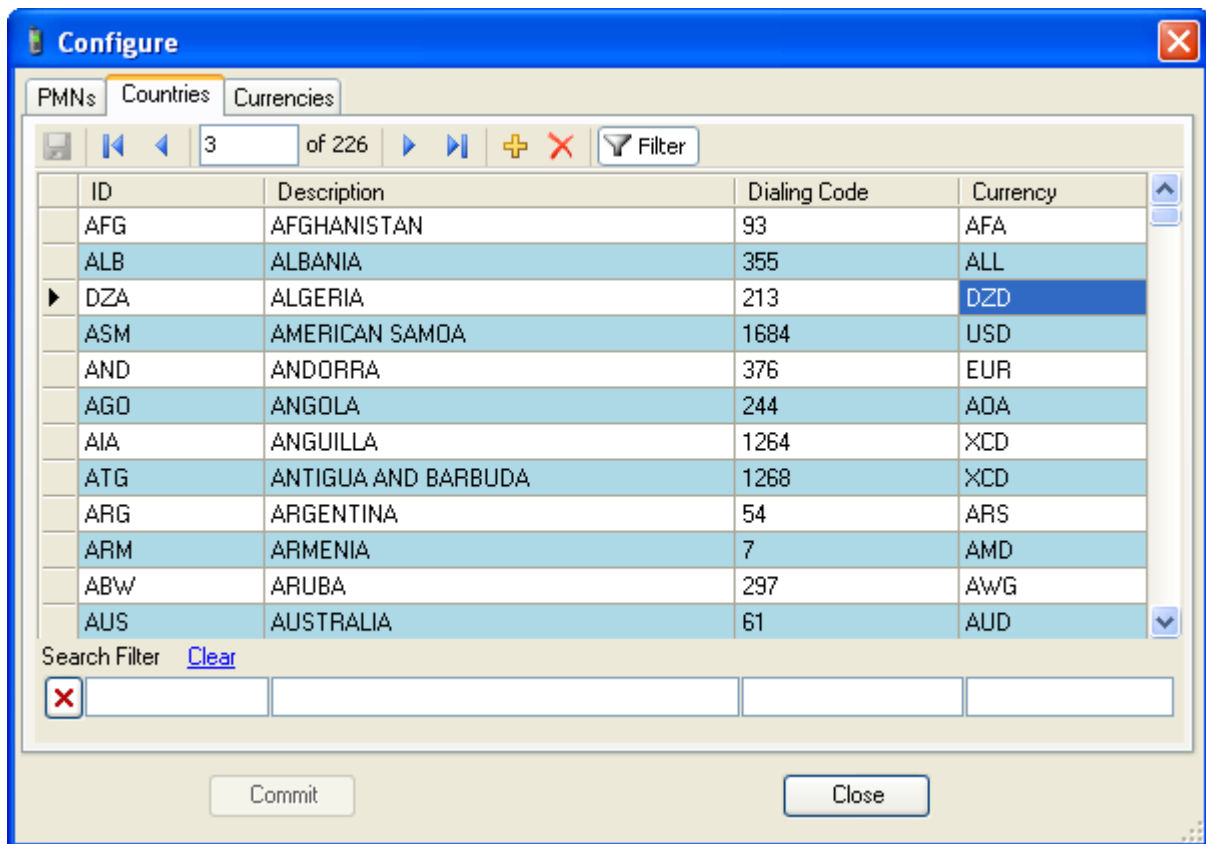 Configure
PMNs Countries Currencies
3 of 226 Filter
ID Description Dialing Code Currency
AFG AFGHANISTAN 93 AFA
ALB ALBANIA 355 ALL
DZA ALGERIA 213 DZD
ASM AMERICAN SAMOA 1684 USD
AND ANDORRA 376 EUR
AGO ANGOLA 244 AOA
AIA ANGUILLA 1264 XCD
ATG ANTIGUA AND BARBUDA 1268 XCD
ARG ARGENTINA 54 ARS
ARM ARMENIA 7 AMD
ABW ARUBA 297 AWG
AUS AUSTRALIA 61 AUD
Search Filter Clear
Commit Close